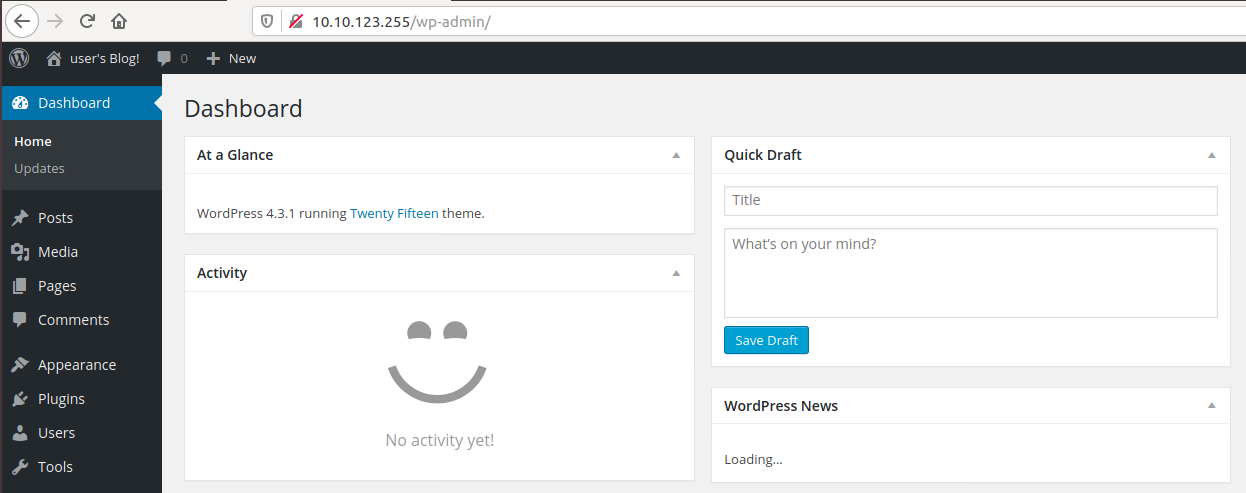 10.10.123.255/wp-admin/
user's Blog! 0 New
Dashboard
Home
Updates
Posts
Media
Pages
Comments
Appearance
Plugins
Users
Tools
Dashboard
At a Glance
WordPress 4.3.1 running Twenty Fifteen theme.
Activity
No activity yet!
Quick Draft
Title
What's on your mind?
Save Draft
WordPress News
Loading...